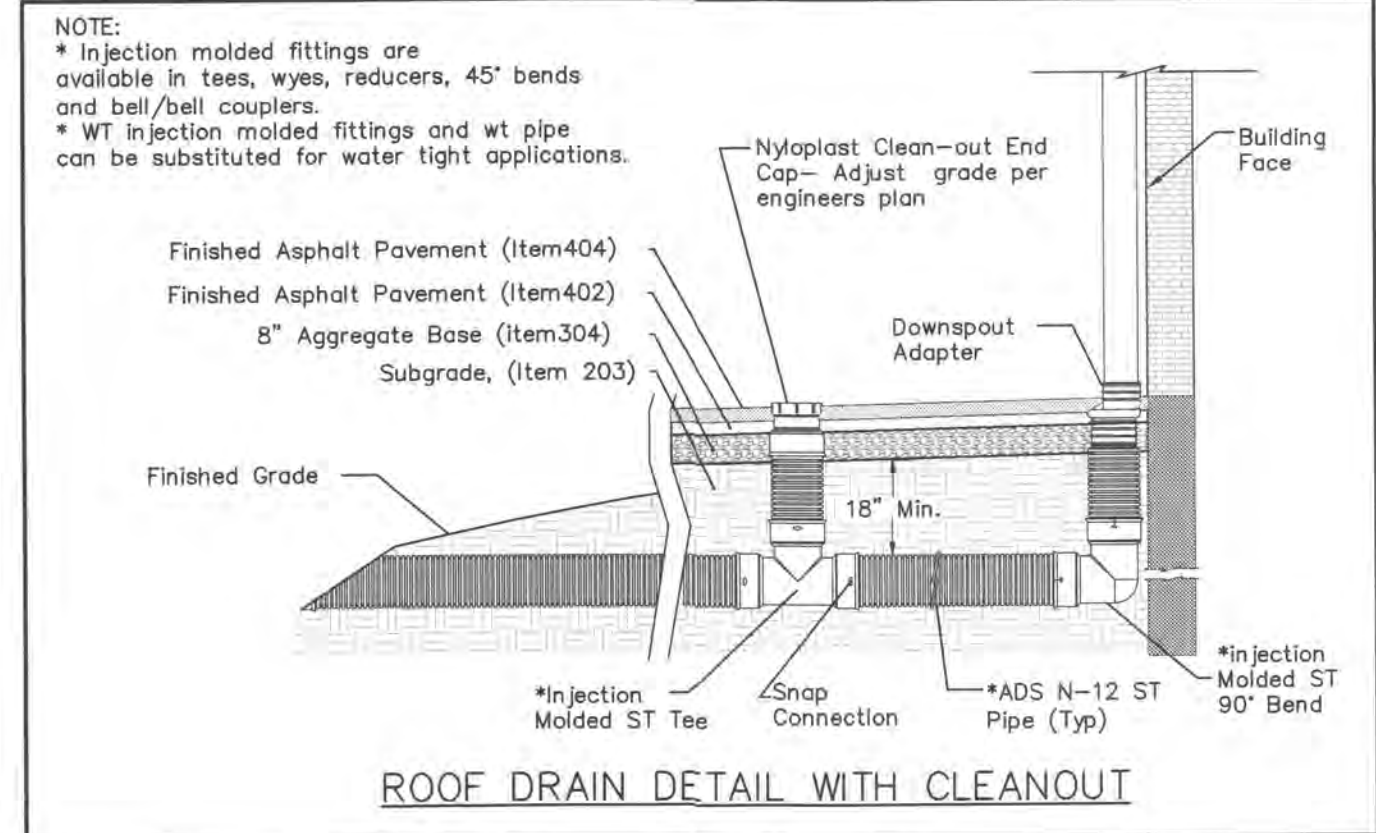 NOTE:
* Injection molded fittings are
available in tees, wyes, reducers, 45° bends
and bell/bell couplers.
* WT injection molded fittings and wt pipe
can be substituted for water tight applications.
Nyloplast Clean-out End
Cap- Adjust grade per
engineers plan
Building
Face
Finished Asphalt Pavement (Item404)
Finished Asphalt Pavement (Item402)
8" Aggregate Base (item304)
Subgrade, (Item 203)
Downspout
Adapter
Finished Grade
18" Min.
*Injection
Molded ST Tee
Snap
Connection
*ADS N-12 ST
Pipe (Typ)
*injection
Molded ST
90° Bend
ROOF DRAIN DETAIL WITH CLEANOUT